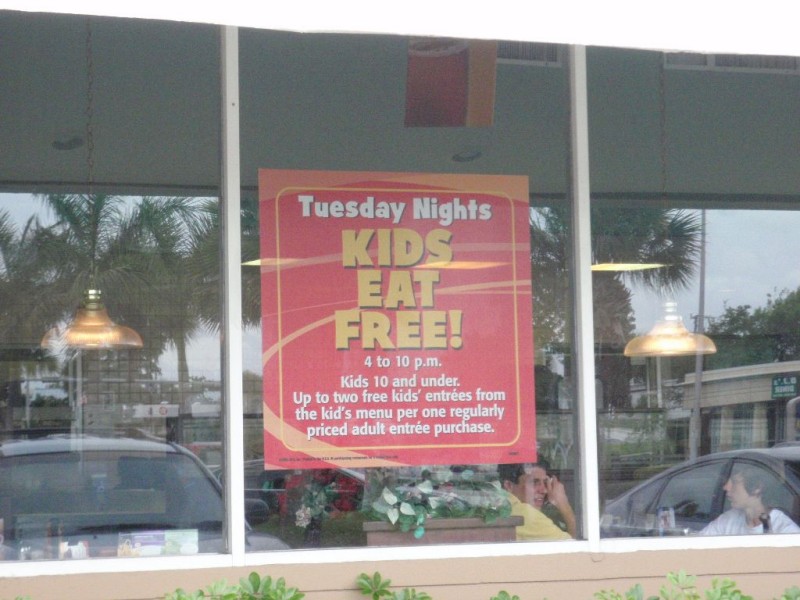 Tuesday Nights
KIDS
EAT
FREE!
4 to 10 p.m.
Kids 10 and under.
Up to two free kids' entrées from
the kid's menu per one regularly
priced adult entrée purchase.